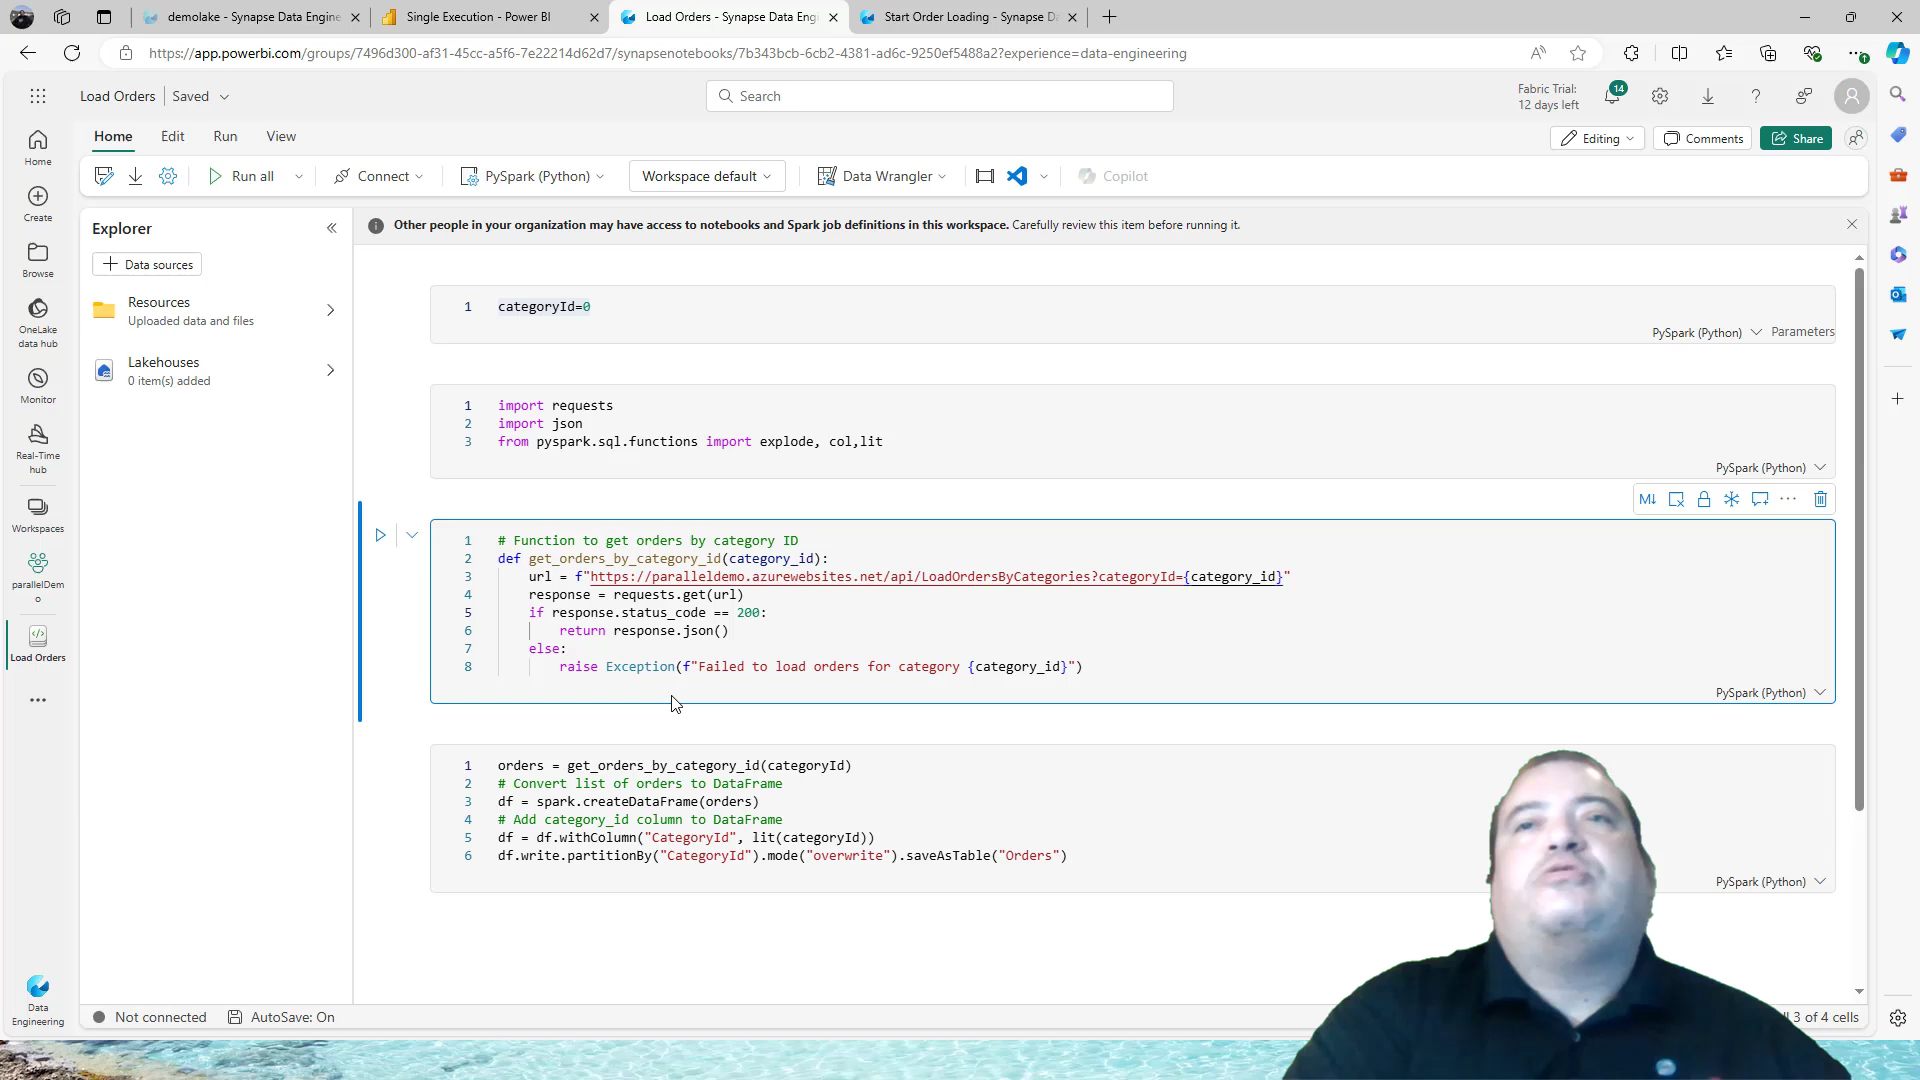 demolake - Synapse Data Engine
Single Execution - Power BI
Load Orders - Synapse Data Engi
Start Order Loading - Synapse Da
https://app.powerbi.com/groups/7496d300-af31-45cc-a5f6-7e22214d62d7/synapsenotebooks/7b343bcb-6cb2-4381-ad6c-9250ef5488a2?experience=data-engineering
Load Orders
Saved
Search
Fabric Trial:
12 days left
14
Home
Edit
Run
View
Editing
Comments
Share
Run all
Connect
PySpark (Python)
Workspace default
Data Wrangler
Copilot
Home
Create
Browse
OneLake
data hub
Monitor
Real-Time
hub
Workspaces
parallelDem
o
Load Orders
Data
Engineering
Explorer
Data sources
Resources
Uploaded data and files
Lakehouses
0 item(s) added
Other people in your organization may have access to notebooks and Spark job definitions in this workspace. Carefully review this item before running it.
1 categoryId=0
PySpark (Python) Parameters
1 import requests
2 import json
3 from pyspark.sql.functions import explode, col,lit
PySpark (Python)
M↓
1 # Function to get orders by category ID
2 def get_orders_by_category_id(category_id):
3 url = f"https://paralleldemo.azurewebsites.net/api/LoadOrdersByCategories?categoryId={category_id}"
4 response = requests.get(url)
5 if response.status_code == 200:
6 return response.json()
7 else:
8 raise Exception(f"Failed to load orders for category {category_id}")
PySpark (Python)
1 orders = get_orders_by_category_id(categoryId)
2 # Convert list of orders to DataFrame
3 df = spark.createDataFrame(orders)
4 # Add category_id column to DataFrame
5 df = df.withColumn("CategoryId", lit(categoryId))
6 df.write.partitionBy("CategoryId").mode("overwrite").saveAsTable("Orders")
PySpark (Python)
Not connected
AutoSave: On
3 of 4 cells